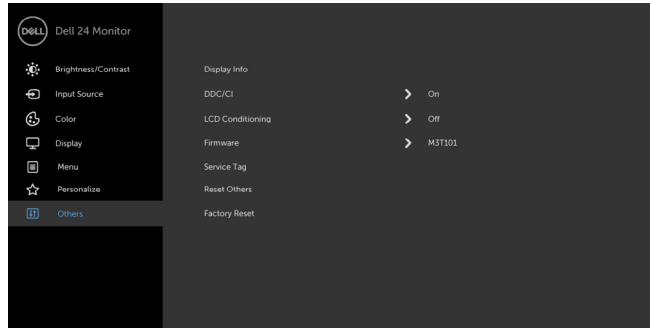 DELL Dell 24 Monitor
Brightness/Contrast
Input Source
Color
Display
Menu
Personalize
Others
Display Info
DDC/CI On
LCD Conditioning Off
Firmware M3T101
Service Tag
Reset Others
Factory Reset